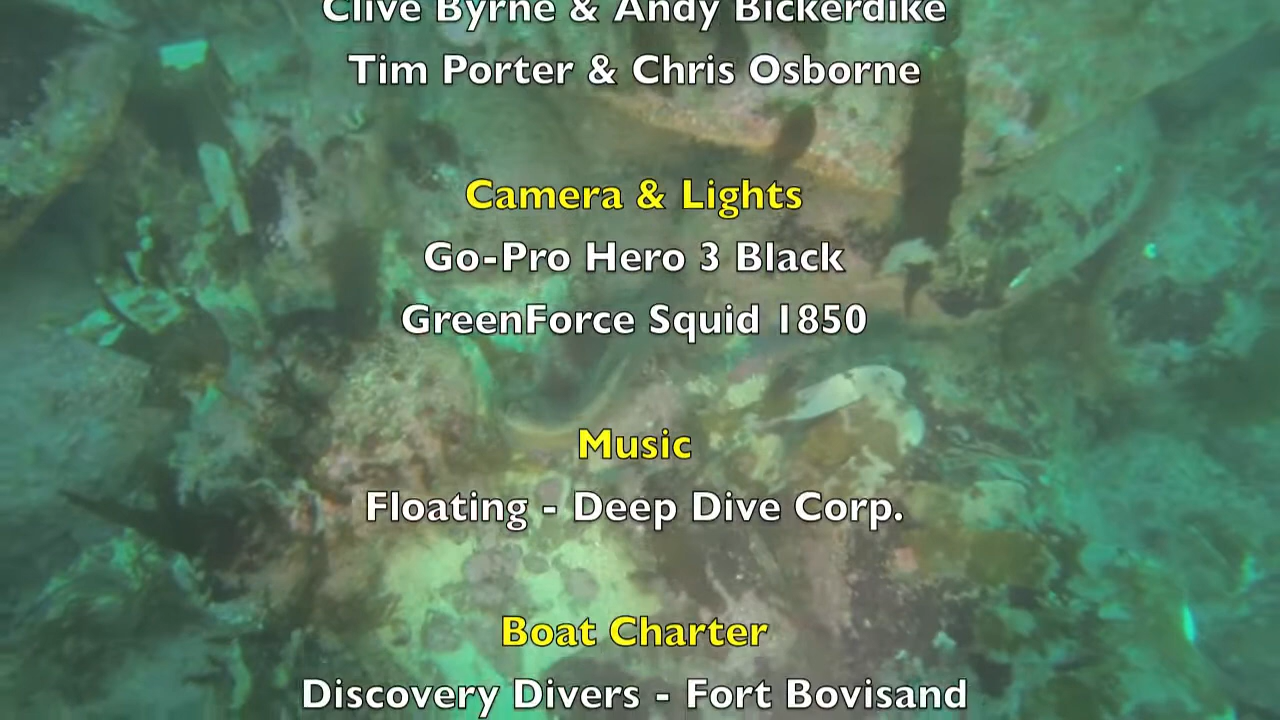 Clive Byrne & Andy Bickerdike
Tim Porter & Chris Osborne
Camera & Lights
Go-Pro Hero 3 Black
GreenForce Squid 1850
Music
Floating - Deep Dive Corp.
Boat Charter
Discovery Divers - Fort Bovisand